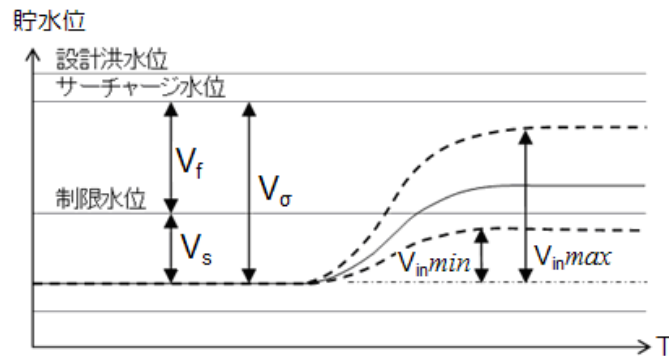 貯水位
設計洪水位
サーチャージ水位
Vf
Vσ
制限水位
Vs
Vinmin
Vinmax
T